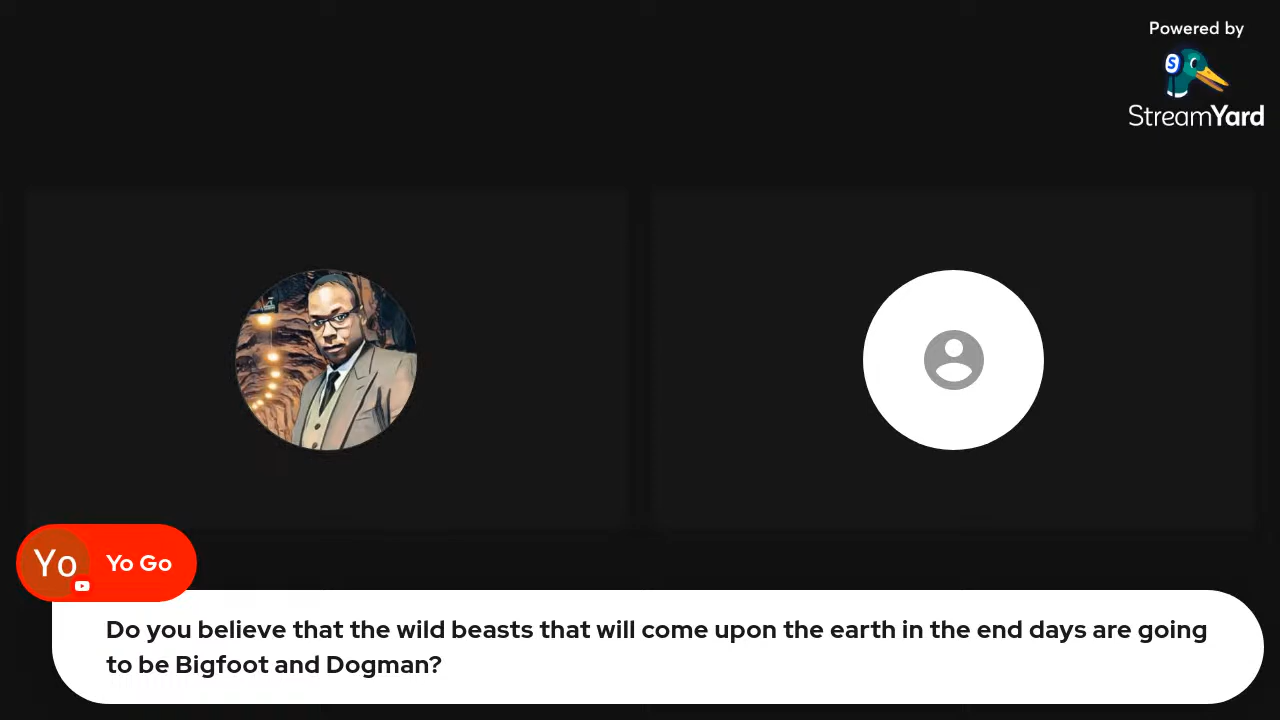 Powered by
S
StreamYard
Yo
Yo Go
Do you believe that the wild beasts that will come upon the earth in the end days are going
to be Bigfoot and Dogman?